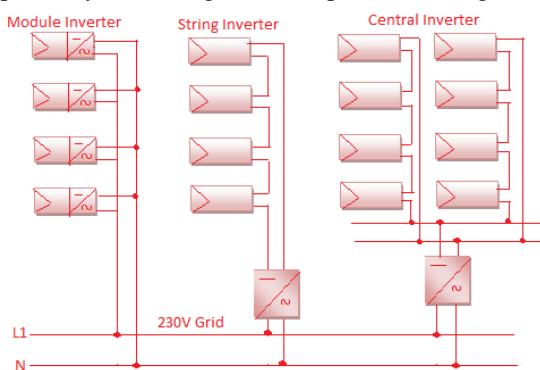 Module Inverter
String Inverter
Central Inverter
230V Grid
L1
N